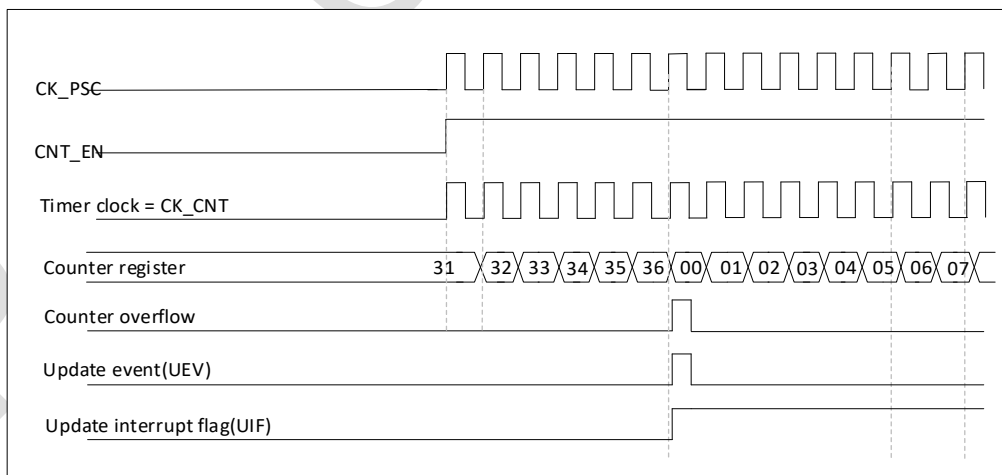 CK_PSC
CNT_EN
Timer clock = CK_CNT
Counter register 31 32 33 34 35 36 00 01 02 03 04 05 06 07
Counter overflow
Update event(UEV)
Update interrupt flag(UIF)